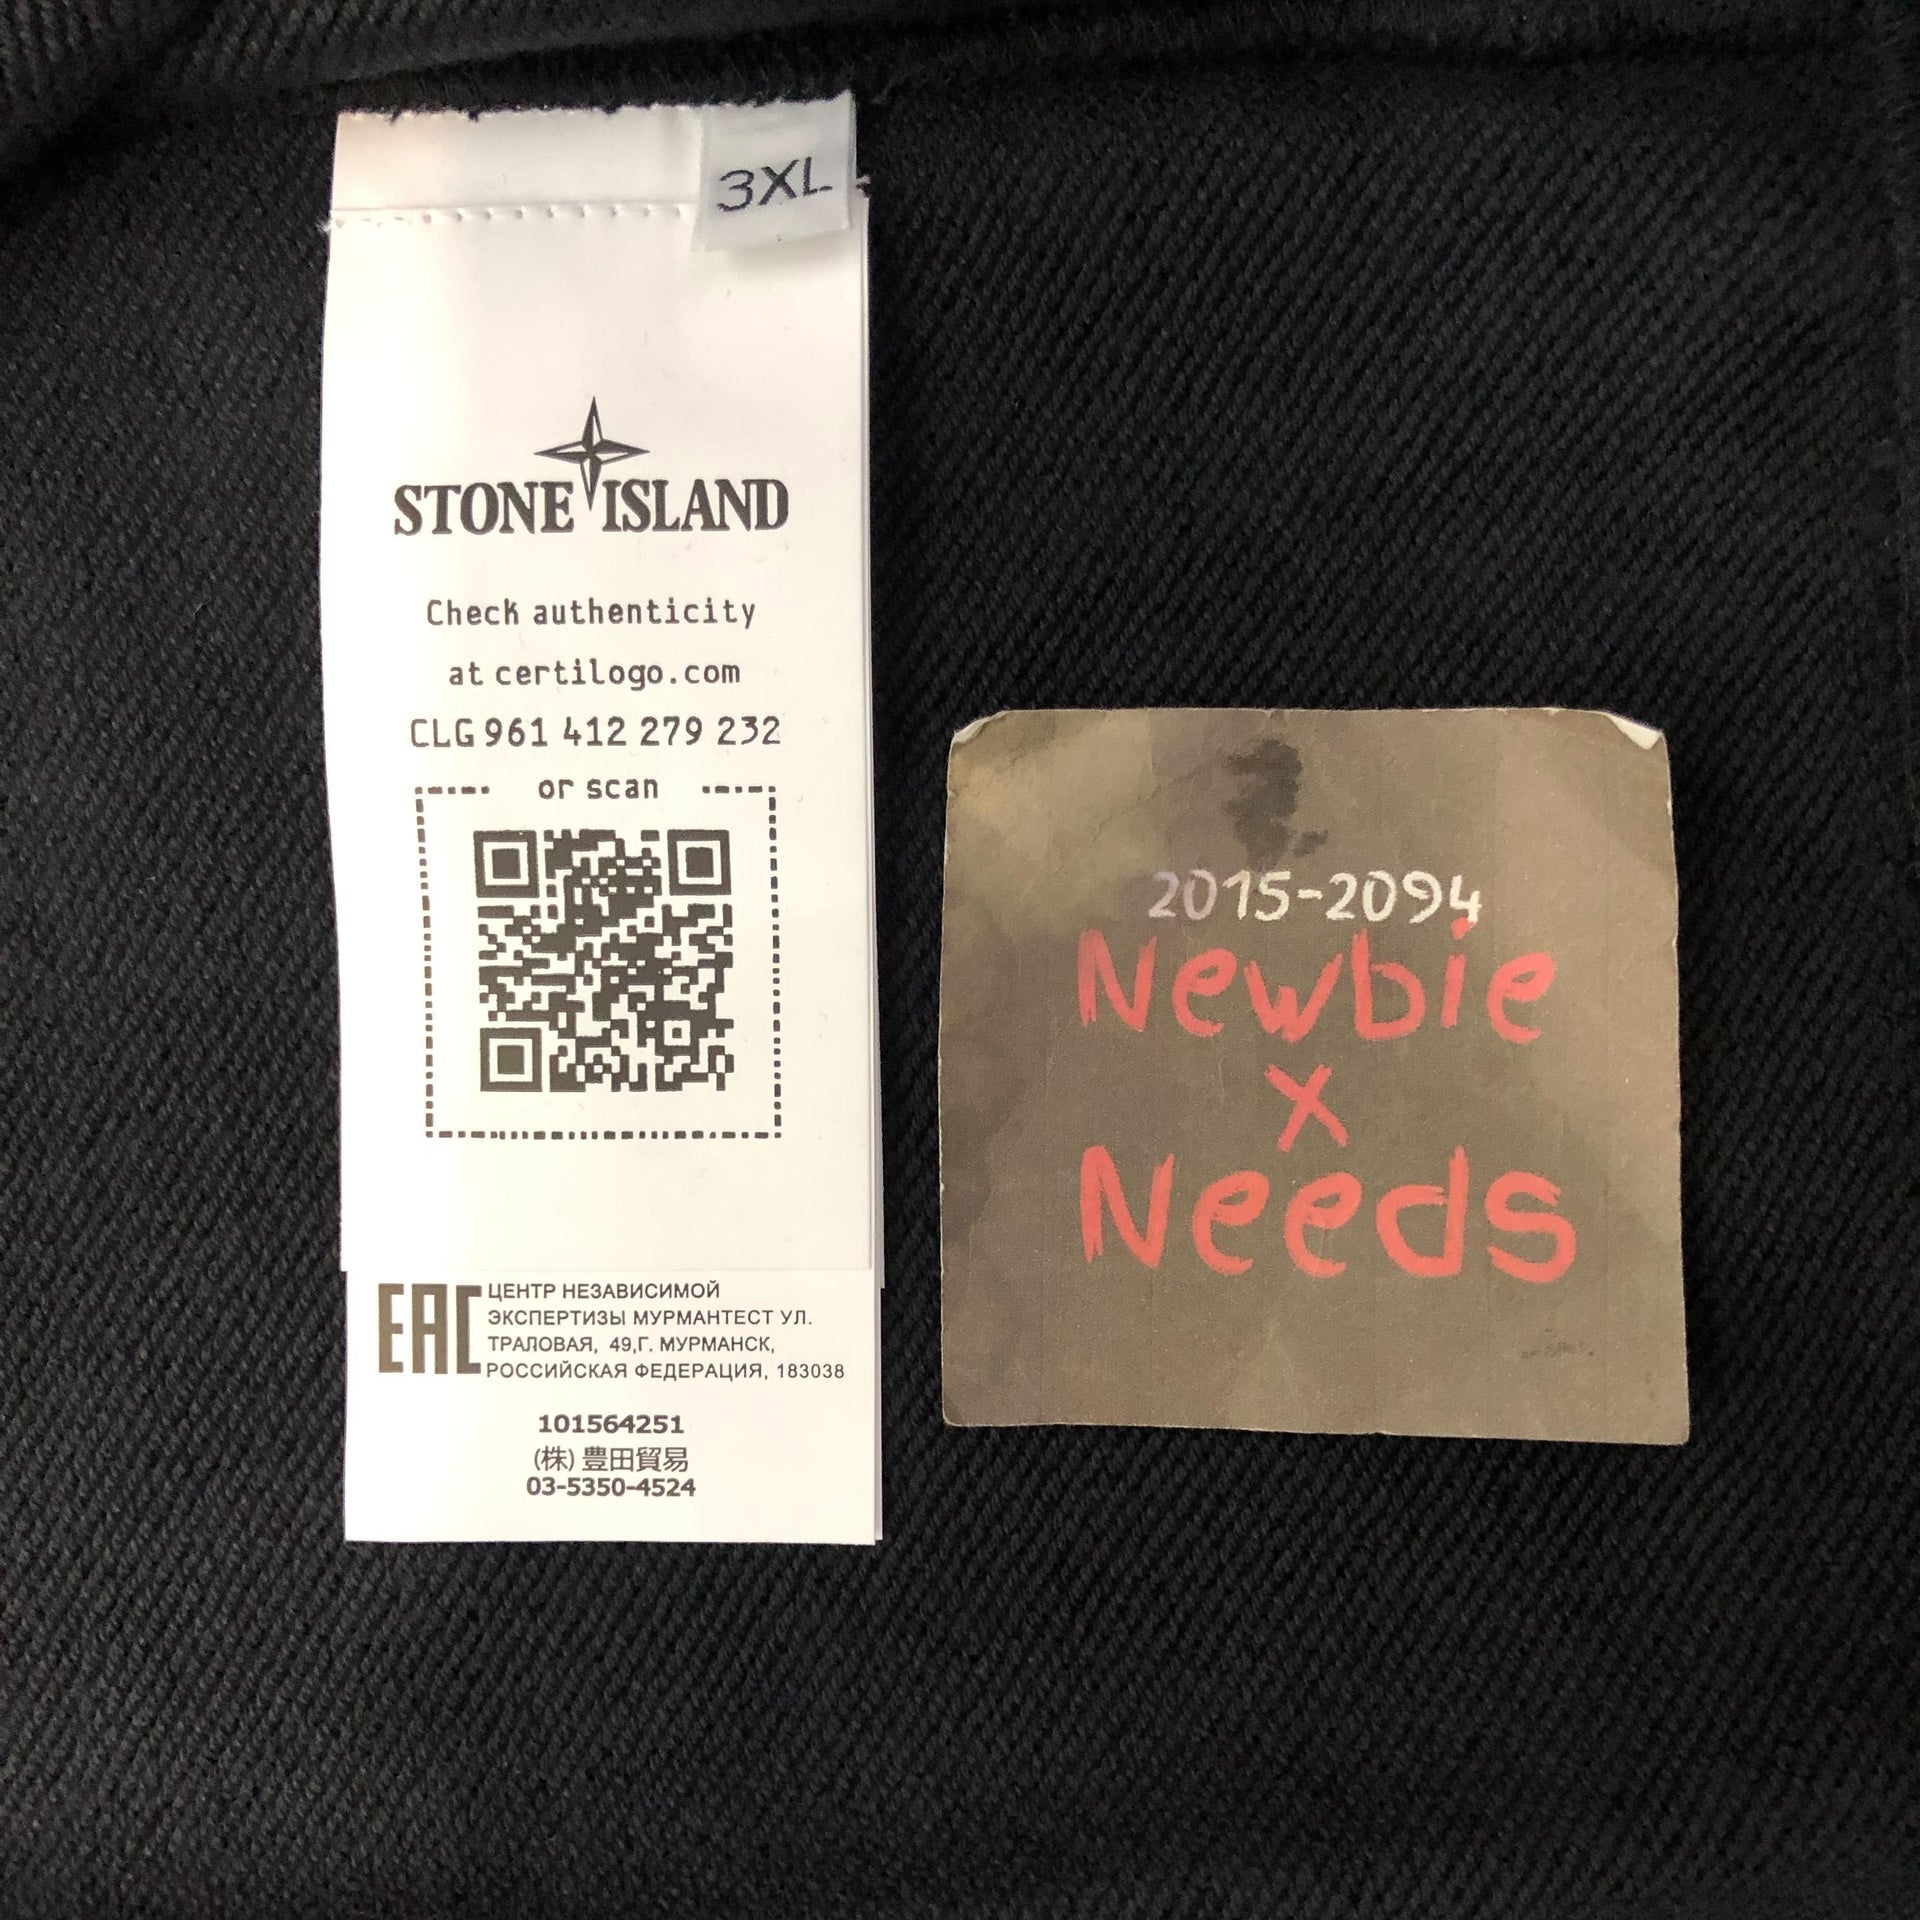 3XL
STONE ISLAND
Check authenticity
at certilogo.com
CLG 961 412 279 232
or scan
EAC
ЦЕНТР НЕЗАВИСИМОЙ
ЭКСПЕРТИЗЫ МУРМАНТЕСТ УЛ.
ТРАЛОВАЯ, 49,Г. МУРМАНСК,
РОССИЙСКАЯ ФЕДЕРАЦИЯ, 183038
101564251
(株) 豊田貿易
03-5350-4524
2015-2094
Newbie
x
Needs